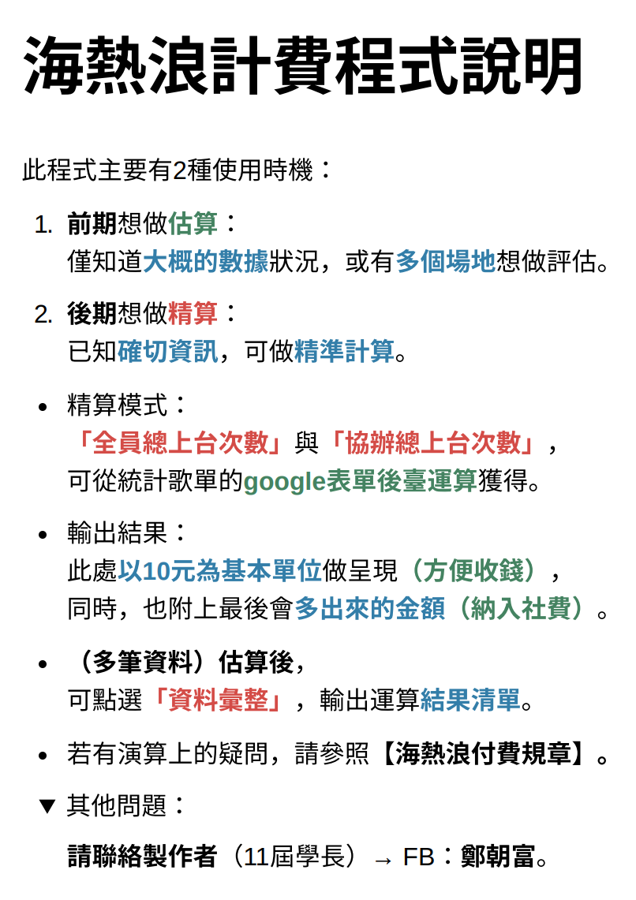 海熱浪計費程式說明
此程式主要有2種使用時機：
1. 前期想做估算：
僅知道大概的數據狀況，或有多個場地想做評估。
2. 後期想做精算：
已知確切資訊，可做精準計算。
• 精算模式：
「全員總上台次數」與「協辦總上台次數」，
可從統計歌單的google表單後臺運算獲得。
• 輸出結果：
此處以10元為基本單位做呈現（方便收錢），
同時，也附上最後會多出來的金額（納入社費）。
• （多筆資料）估算後，
可點選「資料彙整」，輸出運算結果清單。
• 若有演算上的疑問，請參照【海熱浪付費規章】。
▼ 其他問題：
請聯絡製作者（11屆學長）→ FB：鄭朝富。